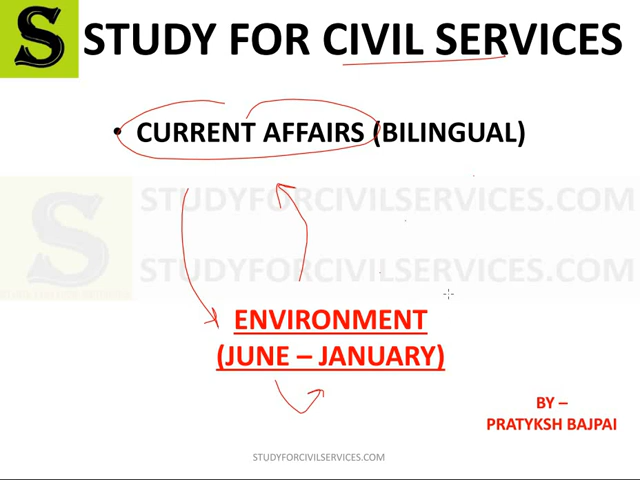 S STUDY FOR CIVIL SERVICES
• CURRENT AFFAIRS (BILINGUAL)
STUDYFORCIVILSERVICES.COM
S
STUDYFORCIVILSERVICES.COM
ENVIRONMENT
(JUNE – JANUARY)
BY –
PRATYKSH BAJPAI
STUDYFORCIVILSERVICES.COM